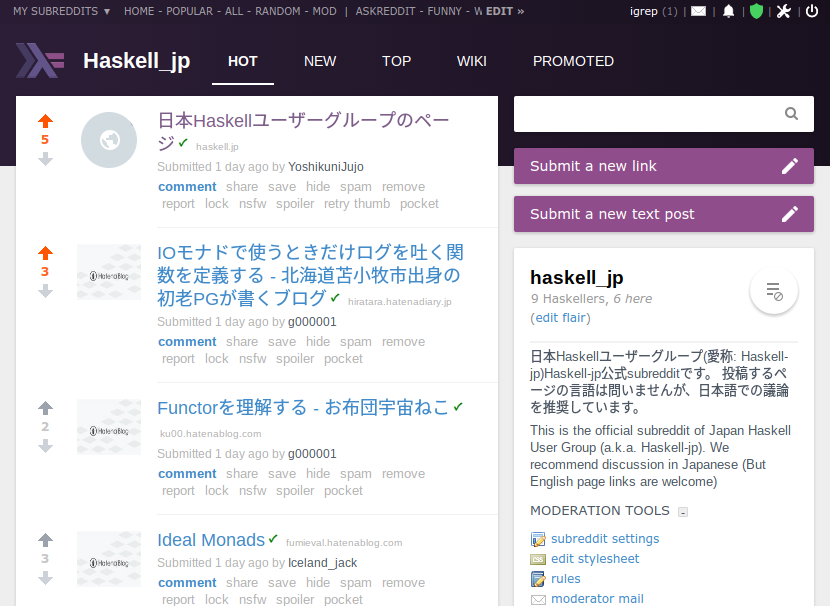 MY SUBREDDITS ▼ HOME - POPULAR - ALL - RANDOM - MOD | ASKREDDIT - FUNNY - W EDIT »
igrep (1) | | | | |
Haskell_jp HOT NEW TOP WIKI PROMOTED
5
日本Haskellユーザーグループのページ✔ haskell.jp
Submitted 1 day ago by YoshikuniJujo
comment share save hide spam remove
report lock nsfw spoiler retry thumb pocket
3
HatenaBlog
IOモナドで使うときだけログを吐く関
数を定義する - 北海道苫小牧市出身の
初老PGが書くブログ✔ hiratara.hatenadiary.jp
Submitted 1 day ago by g000001
comment share save hide spam remove
report lock nsfw spoiler pocket
2
HatenaBlog
Functorを理解する - お布団宇宙ねこ✔
ku00.hatenablog.com
Submitted 1 day ago by g000001
comment share save hide spam remove
report lock nsfw spoiler pocket
3
HatenaBlog
Ideal Monads✔ fumieval.hatenablog.com
Submitted 1 day ago by Iceland_jack
comment share save hide spam remove
report lock nsfw spoiler pocket
Submit a new link
Submit a new text post
haskell_jp
9 Haskellers, 6 here
(edit flair)
日本Haskellユーザーグループ(愛称: Haskell-
jp)Haskell-jp公式subredditです。 投稿するペ
ージの言語は問いませんが、日本語での議論
を推奨しています。
This is the official subreddit of Japan Haskell
User Group (a.k.a. Haskell-jp). We
recommend discussion in Japanese (But
English page links are welcome)
MODERATION TOOLS -
subreddit settings
CSS edit stylesheet
rules
moderator mail